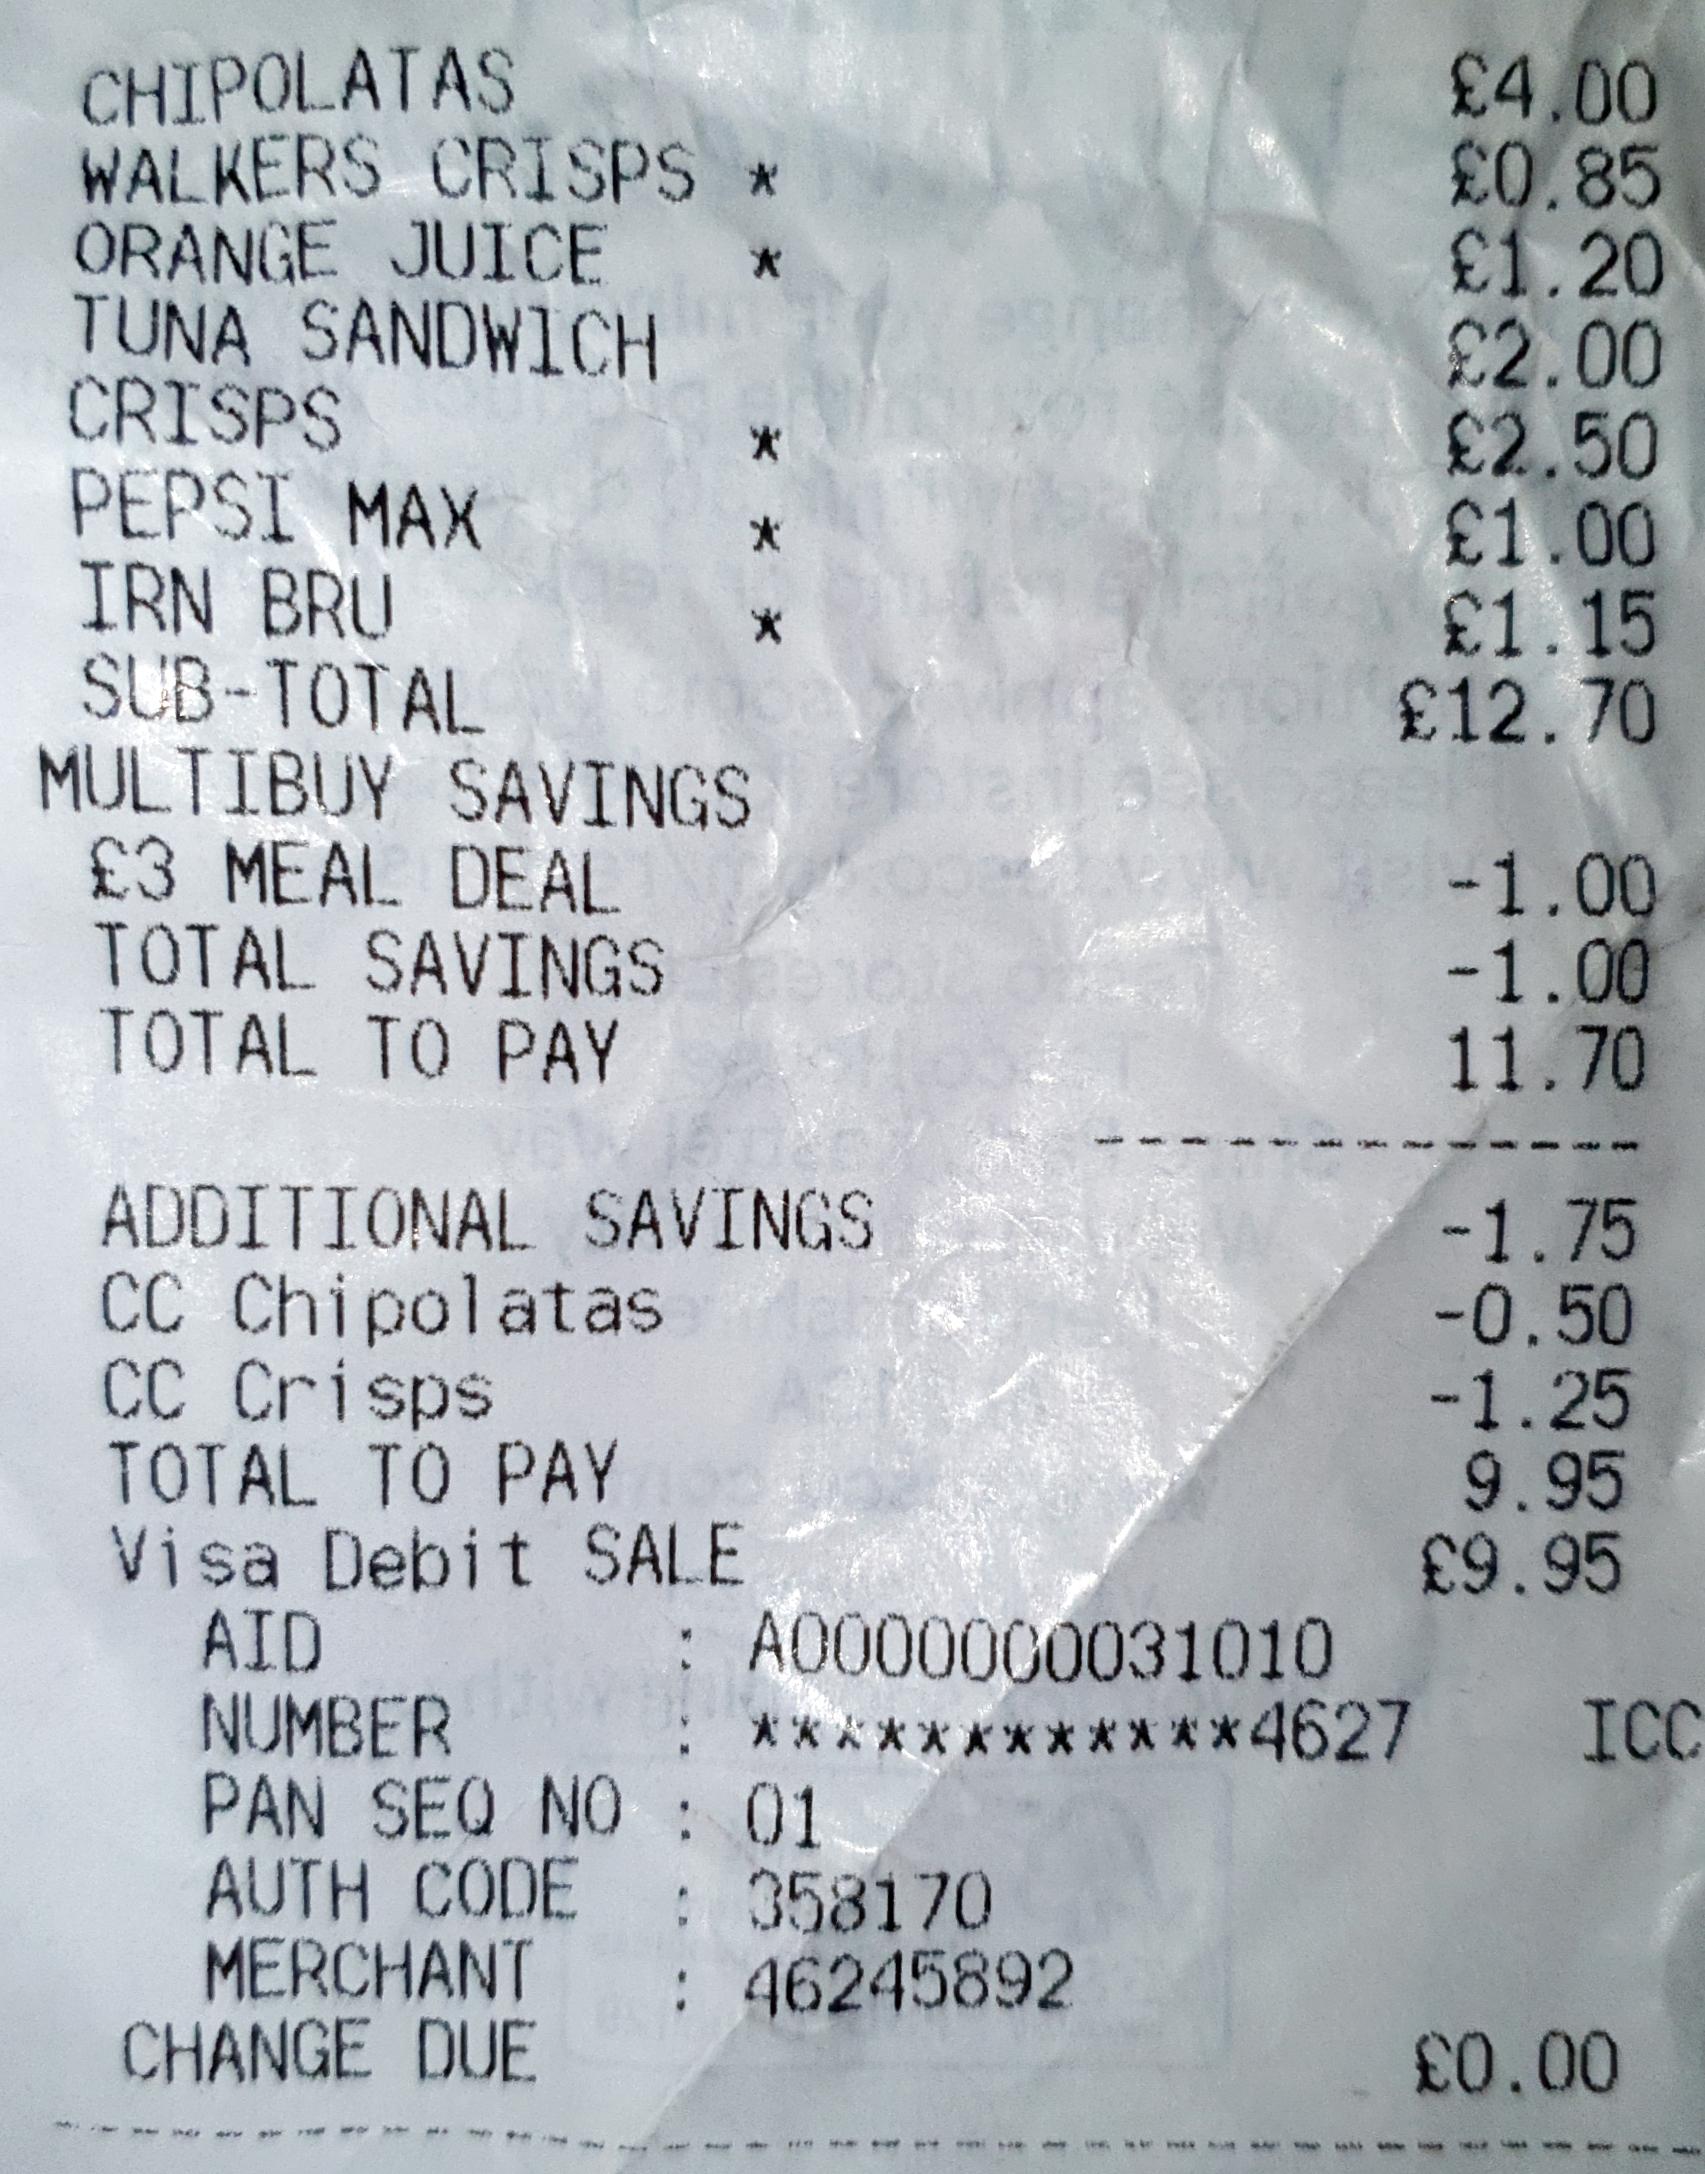 CHIPOLATAS £4.00
WALKERS CRISPS * £0.85
ORANGE JUICE * £1.20
TUNA SANDWICH £2.00
CRISPS * £2.50
PEPSI MAX * £1.00
IRN BRU * £1.15
SUB-TOTAL £12.70
MULTIBUY SAVINGS
£3 MEAL DEAL -1.00
TOTAL SAVINGS -1.00
TOTAL TO PAY 11.70
-------------
ADDITIONAL SAVINGS -1.75
CC Chipolatas -0.50
CC Crisps -1.25
TOTAL TO PAY 9.95
Visa Debit SALE £9.95
AID : A0000000031010
NUMBER : ************4627 ICC
PAN SEQ NO : 01
AUTH CODE : 358170
MERCHANT : 46245892
CHANGE DUE £0.00